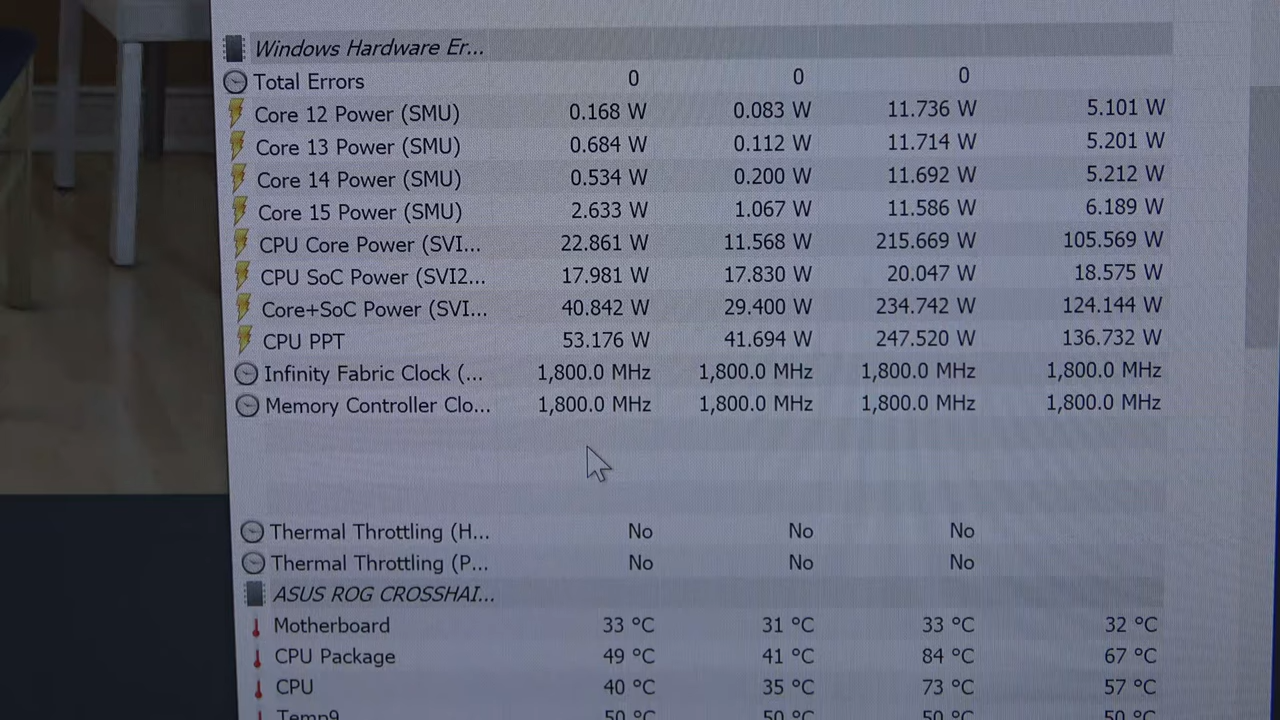 Windows Hardware Er...
Total Errors 0 0 0
Core 12 Power (SMU) 0.168 W 0.083 W 11.736 W 5.101 W
Core 13 Power (SMU) 0.684 W 0.112 W 11.714 W 5.201 W
Core 14 Power (SMU) 0.534 W 0.200 W 11.692 W 5.212 W
Core 15 Power (SMU) 2.633 W 1.067 W 11.586 W 6.189 W
CPU Core Power (SVI... 22.861 W 11.568 W 215.669 W 105.569 W
CPU SoC Power (SVI2... 17.981 W 17.830 W 20.047 W 18.575 W
Core+SoC Power (SVI... 40.842 W 29.400 W 234.742 W 124.144 W
CPU PPT 53.176 W 41.694 W 247.520 W 136.732 W
Infinity Fabric Clock (... 1,800.0 MHz 1,800.0 MHz 1,800.0 MHz 1,800.0 MHz
Memory Controller Clo... 1,800.0 MHz 1,800.0 MHz 1,800.0 MHz 1,800.0 MHz
Thermal Throttling (H... No No No
Thermal Throttling (P... No No No
ASUS ROG CROSSHAI...
Motherboard 33 °C 31 °C 33 °C 32 °C
CPU Package 49 °C 41 °C 84 °C 67 °C
CPU 40 °C 35 °C 73 °C 57 °C
Temp9 50 °C 50 °C 50 °C 50 °C